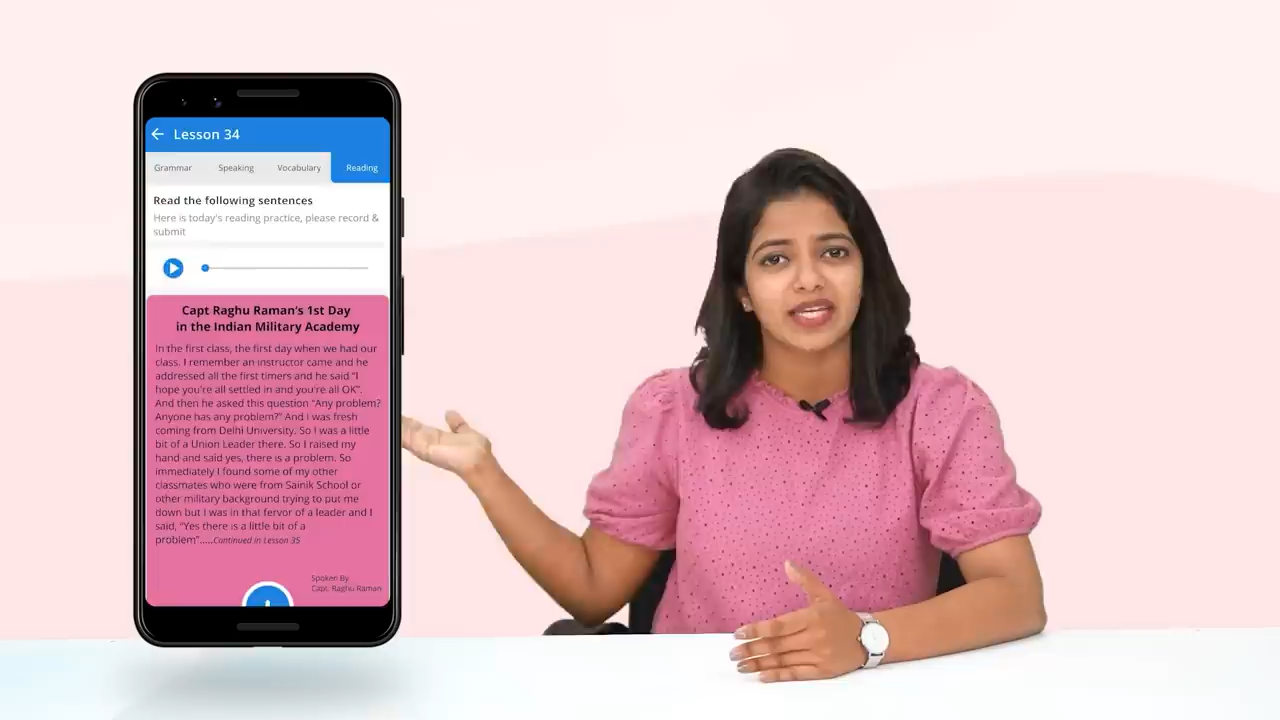 Lesson 34
Grammar Speaking Vocabulary Reading
Read the following sentences
Here is today's reading practice, please record &
submit
Capt Raghu Raman's 1st Day
in the Indian Military Academy
In the first class, the first day when we had our
class. I remember an instructor came and he
addressed all the first timers and he said "I
hope you're all settled in and you're all OK".
And then he asked this question "Any problem?
Anyone has any problem?" And I was fresh
coming from Delhi University. So I was a little
bit of a Union Leader there. So I raised my
hand and said yes, there is a problem. So
immediately I found some of my other
classmates who were from Sainik School or
other military background trying to put me
down but I was in that fervor of a leader and I
said, "Yes there is a little bit of a
problem".....Continued in Lesson 35
Spoken By
Capt. Raghu Raman